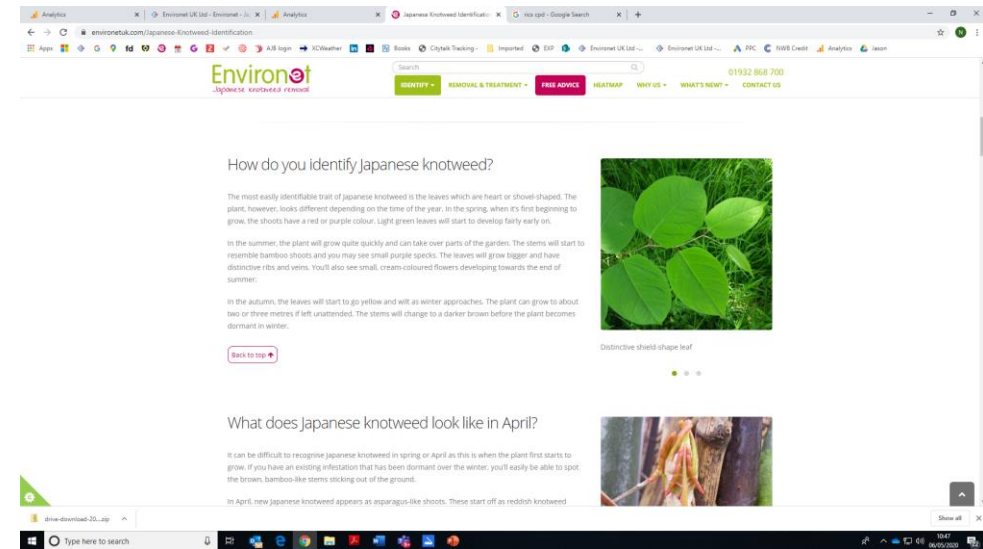 Analytics
Environet UK Ltd - Environet - Ja
Analytics
Japanese Knotweed Identificatio
rics cpd - Google Search
environetuk.com/Japanese-Knotweed-Identification
Apps
AJB login
XCWeather
Books
Citytalk Tracking -
Imported
EXP
Environet UK Ltd -...
Environet UK Ltd -...
PPC
NWB Credit
Analytics
Jason
Environet
Japanese knotweed removal
Search
01932 868 700
IDENTIFY
REMOVAL & TREATMENT
FREE ADVICE
HEATMAP
WHY US
WHAT'S NEW?
CONTACT US
How do you identify Japanese knotweed?
The most easily identifiable trait of Japanese knotweed is the leaves which are heart or shovel-shaped. The
plant, however, looks different depending on the time of the year. In the spring, when it's first beginning to
grow, the shoots have a red or purple colour. Light green leaves will start to develop fairly early on.
In the summer, the plant will grow quite quickly and can take over parts of the garden. The stems will start to
resemble bamboo shoots and you may see small purple specks. The leaves will grow bigger and have
distinctive ribs and veins. You'll also see small, cream-coloured flowers developing towards the end of
summer.
In the autumn, the leaves will start to go yellow and wilt as winter approaches. The plant can grow to about
two or three metres if left unattended. The stems will change to a darker brown before the plant becomes
dormant in winter.
Back to top
Distinctive shield-shape leaf
What does Japanese knotweed look like in April?
It can be difficult to recognise Japanese knotweed in spring or April as this is when the plant first starts to
grow. If you have an existing infestation that has been dormant over the winter, you'll easily be able to spot
the brown, bamboo-like stems sticking out of the ground.
In April, new Japanese knotweed appears as asparagus-like shoots. These start off as reddish knotweed
drive-download-20....zip
Show all
Type here to search
10:47
06/05/2020